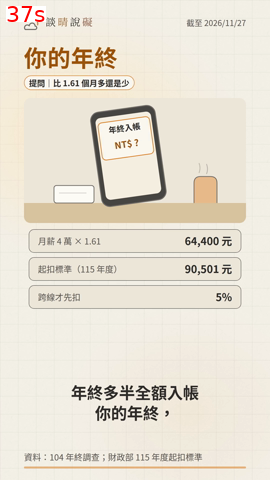 37s
談晴說礙
截至 2026/11/27
你的年終
提問｜比 1.61 個月多還是少
年終入帳
NT$ ?
月薪 4 萬 × 1.61
64,400 元
起扣標準（115 年度）
90,501 元
跨線才先扣
5%
年終多半全額入帳
你的年終，
資料：104 年終調查；財政部 115 年度起扣標準